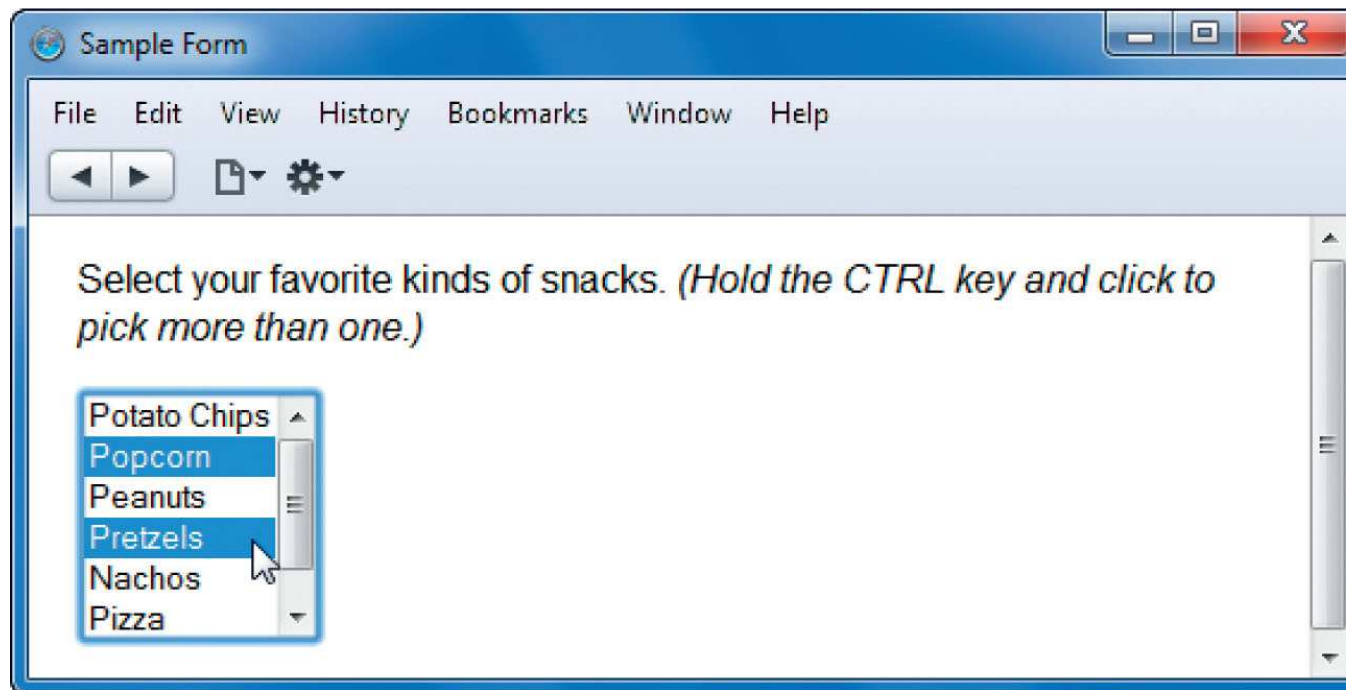 Sample Form
File Edit View History Bookmarks Window Help
Select your favorite kinds of snacks. (Hold the CTRL key and click to
pick more than one.)
Potato Chips
Popcorn
Peanuts
Pretzels
Nachos
Pizza